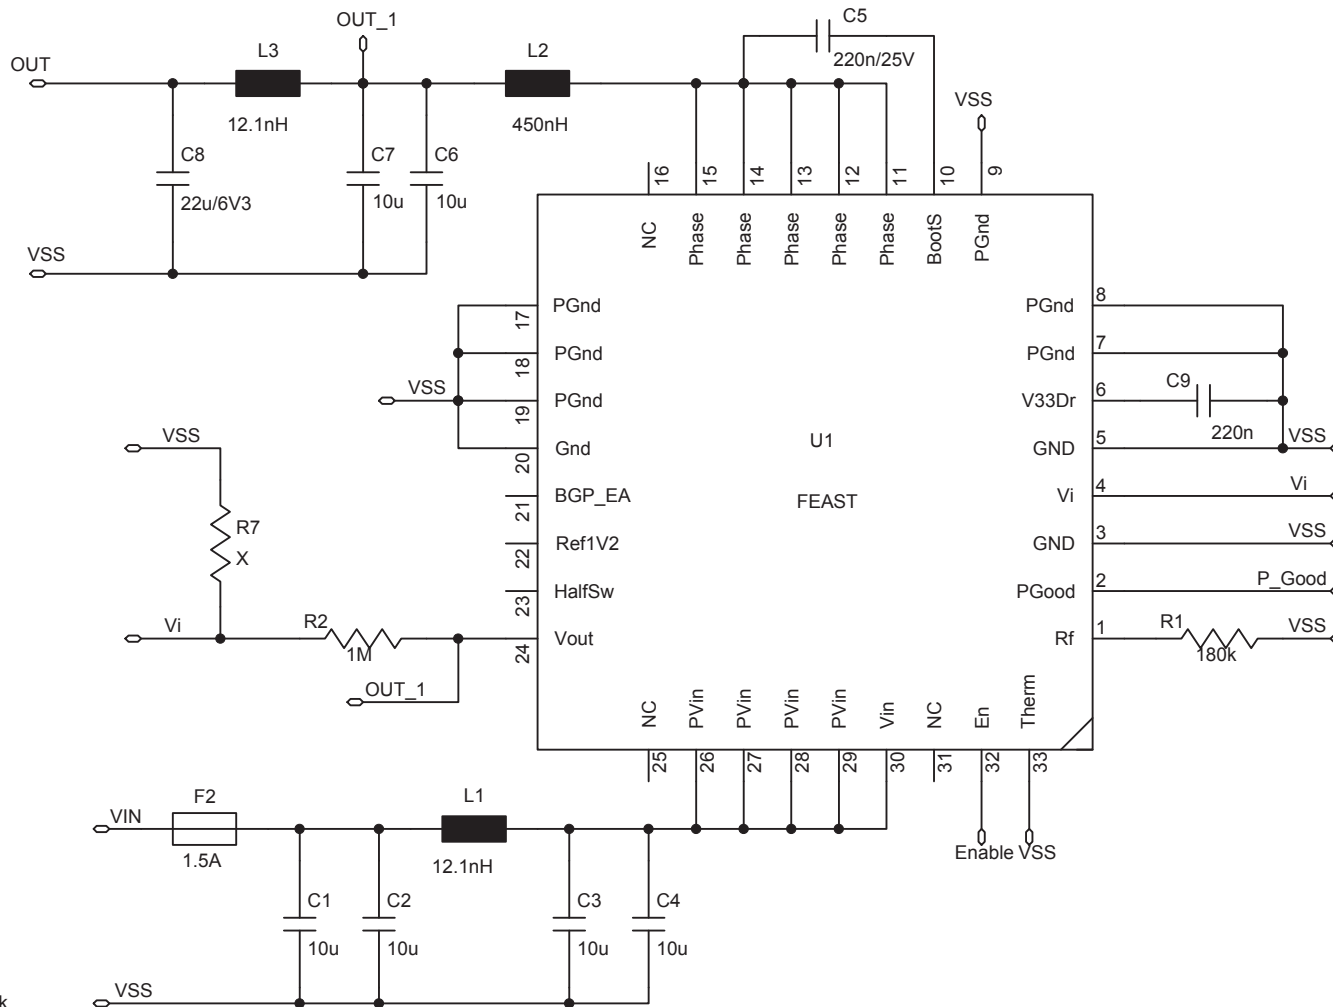 OUT_1
C5
L3
L2
OUT
220n/25V
VSS
12.1nH
450nH
C8
C7
C6
22u/6V3
10u
10u
VSS
16
15
14
13
12
11
10
9
NC
Phase
Phase
Phase
Phase
Phase
BootS
PGnd
17
PGnd
PGnd
8
18
PGnd
PGnd
7
VSS
19
PGnd
V33Dr
6
C9
220n
20
Gnd
U1
GND
5
VSS
VSS
21
BGP_EA
FEAST
Vi
4
Vi
R7
X
22
Ref1V2
GND
3
VSS
23
HalfSw
PGood
2
P_Good
Vi
R2
1M
24
Vout
Rf
1
R1
180k
VSS
OUT_1
NC
PVin
PVin
PVin
PVin
Vin
NC
En
Therm
25
26
27
28
29
30
31
32
33
VIN
F2
1.5A
L1
12.1nH
Enable
VSS
C1
C2
C3
C4
10u
10u
10u
10u
VSS
k